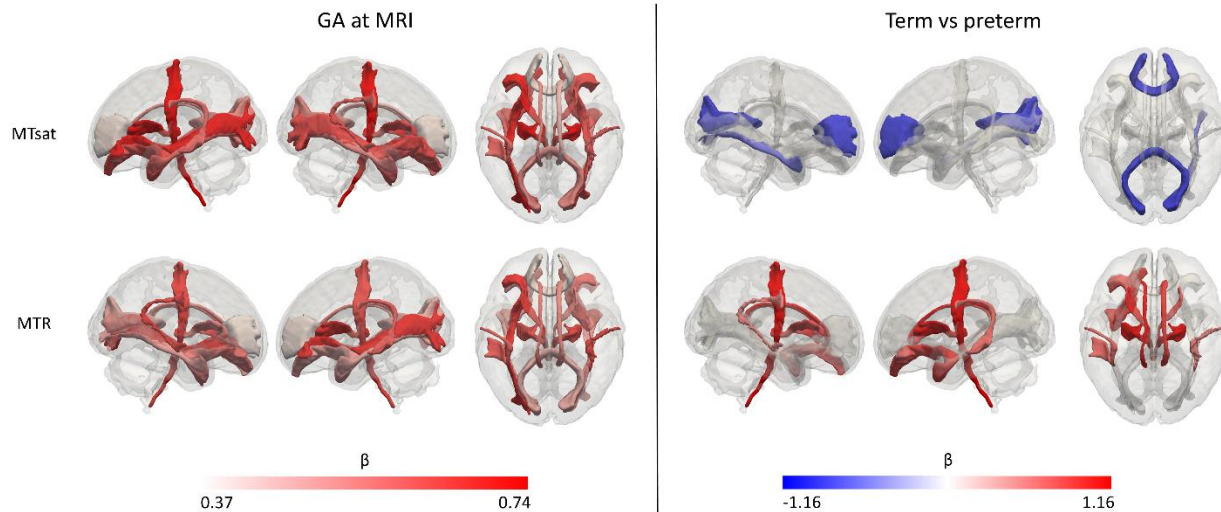 GA at MRI
Term vs preterm
MTsat
MTR
β
0.37
0.74
β
-1.16
1.16